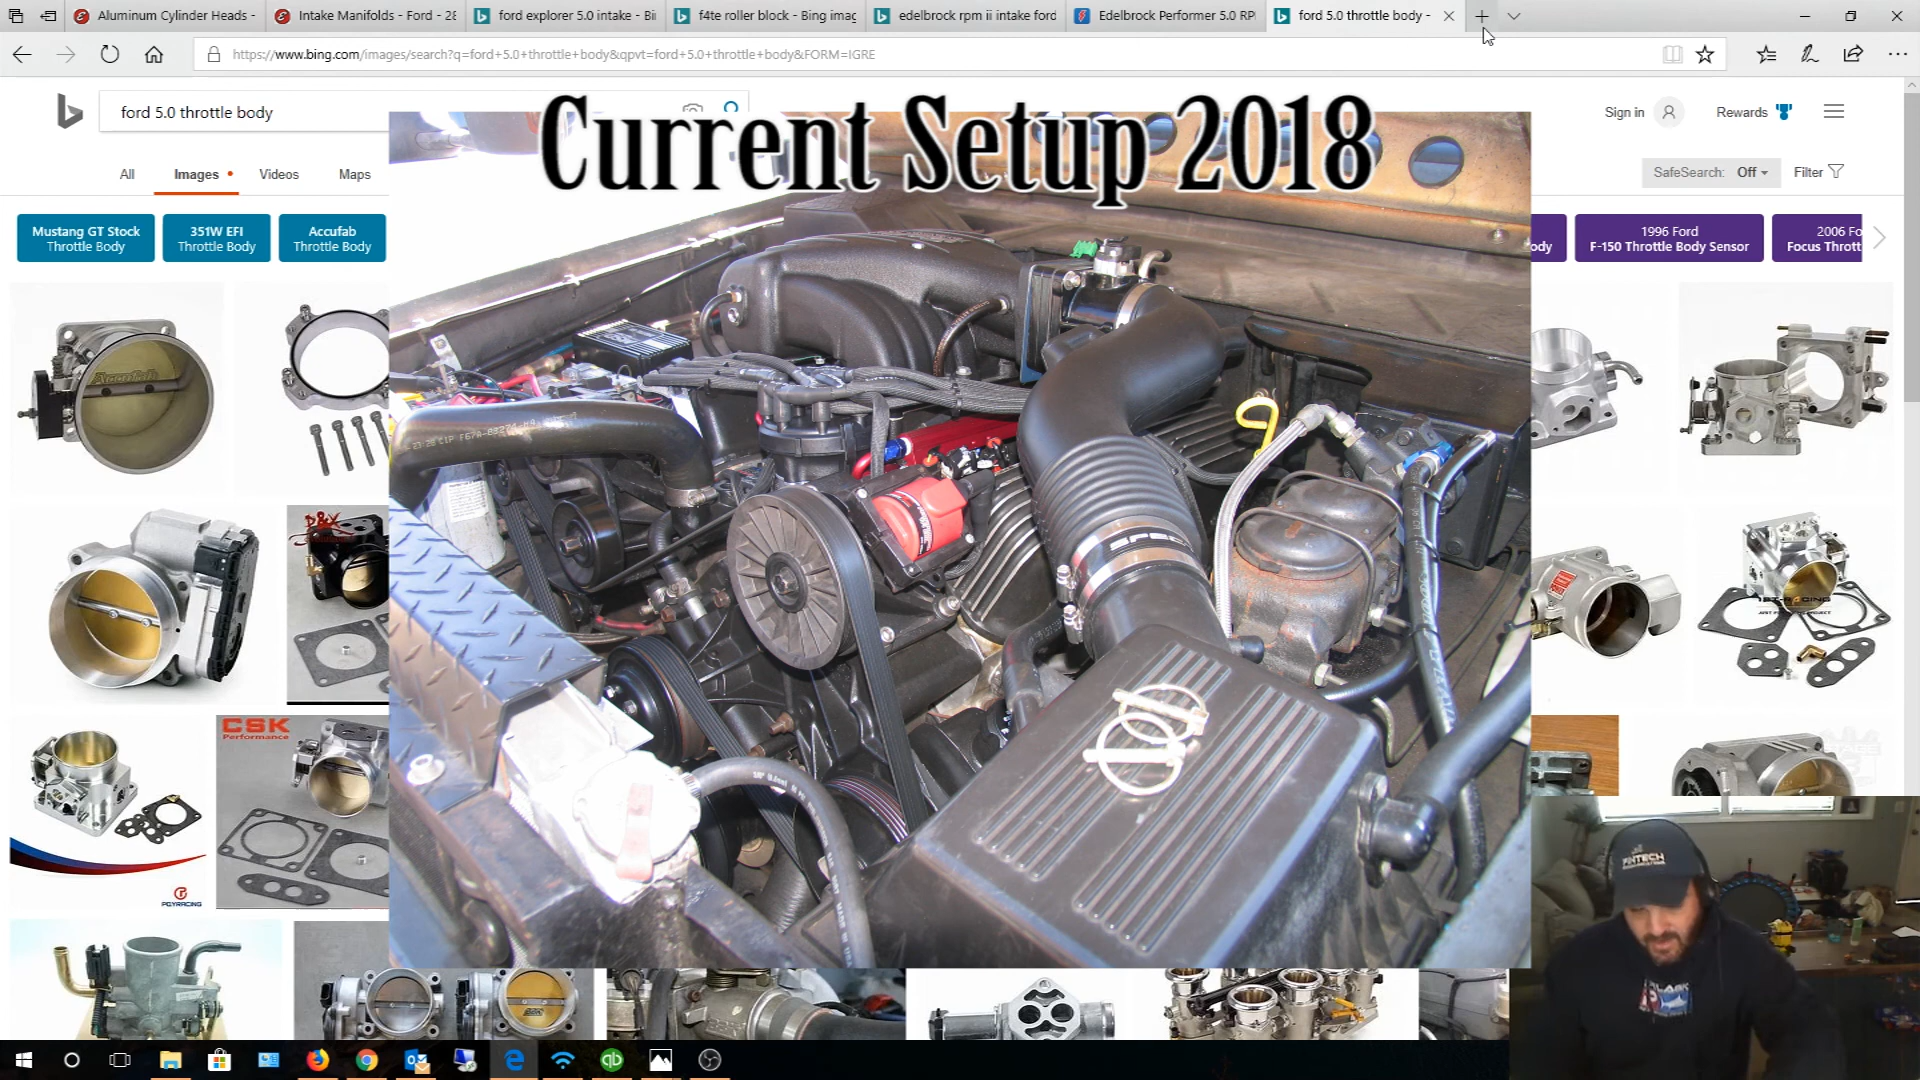 Aluminum Cylinder Heads -
Intake Manifolds - Ford - 28
ford explorer 5.0 intake - Bi
f4te roller block - Bing imag
edelbrock rpm ii intake ford
Edelbrock Performer 5.0 RP
ford 5.0 throttle body -
https://www.bing.com/images/search?q=ford+5.0+throttle+body&qpvt=ford+5.0+throttle+body&FORM=IGRE
ford 5.0 throttle body
Sign in
Rewards
Current Setup 2018
All
Images
Videos
Maps
SafeSearch: Off
Filter
Mustang GT Stock
Throttle Body
351W EFI
Throttle Body
Accufab
Throttle Body
ody
1996 Ford
F-150 Throttle Body Sensor
2006 Fo
Focus Thrott
CSK
Performance